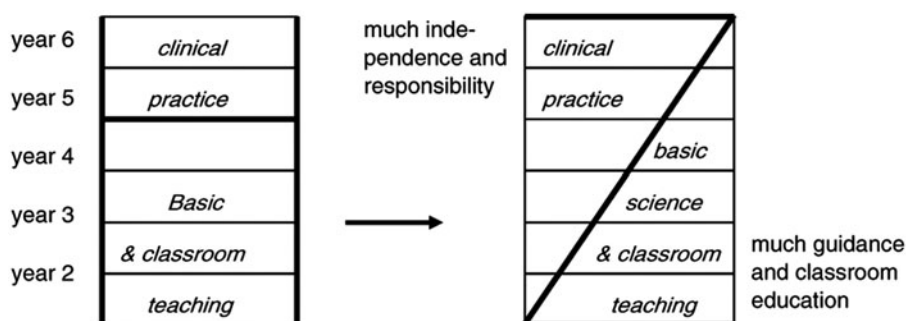 year 6
year 5
year 4
year 3
year 2
clinical
practice
Basic
& classroom
teaching
much inde-
pendence and
responsibility
clinical
practice
basic
science
& classroom
teaching
much guidance
and classroom
education